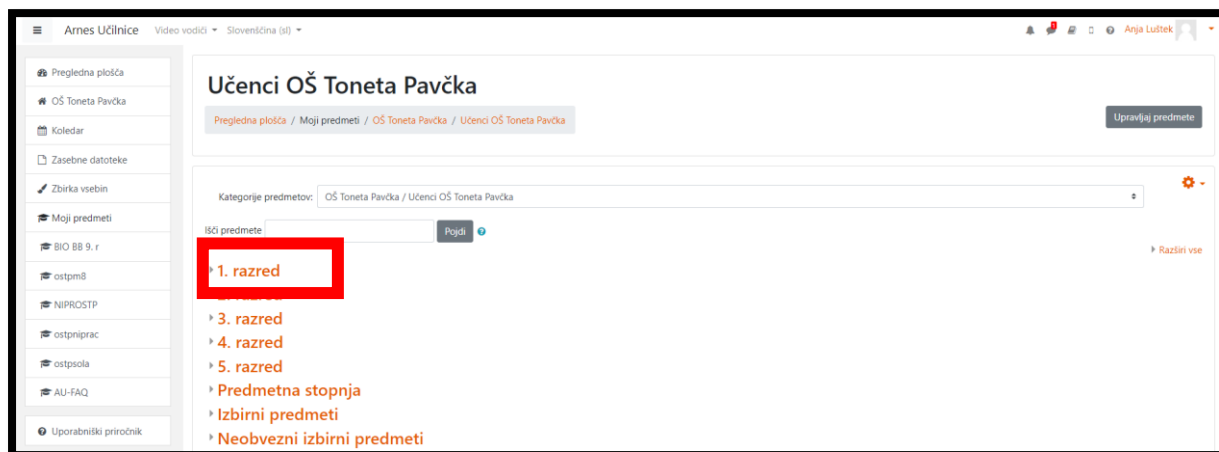 Arnes Učilnice Video vodiči Slovenščina (sl) Anja Luštek
Pregledna plošča
OŠ Toneta Pavčka
Koledar
Zasebne datoteke
Zbirka vsebin
Moji predmeti
BIO BB 9. r
ostpm8
NIPROSTP
ostpniprac
ostpsola
AU-FAQ
Uporabniški priročnik
Učenci OŠ Toneta Pavčka
Pregledna plošča / Moji predmeti / OŠ Toneta Pavčka / Učenci OŠ Toneta Pavčka
Upravljaj predmete
Kategorije predmetov: OŠ Toneta Pavčka / Učenci OŠ Toneta Pavčka
Išči predmete Pojdi
Razširi vse
1. razred
3. razred
4. razred
5. razred
Predmetna stopnja
Izbirni predmeti
Neobvezni izbirni predmeti